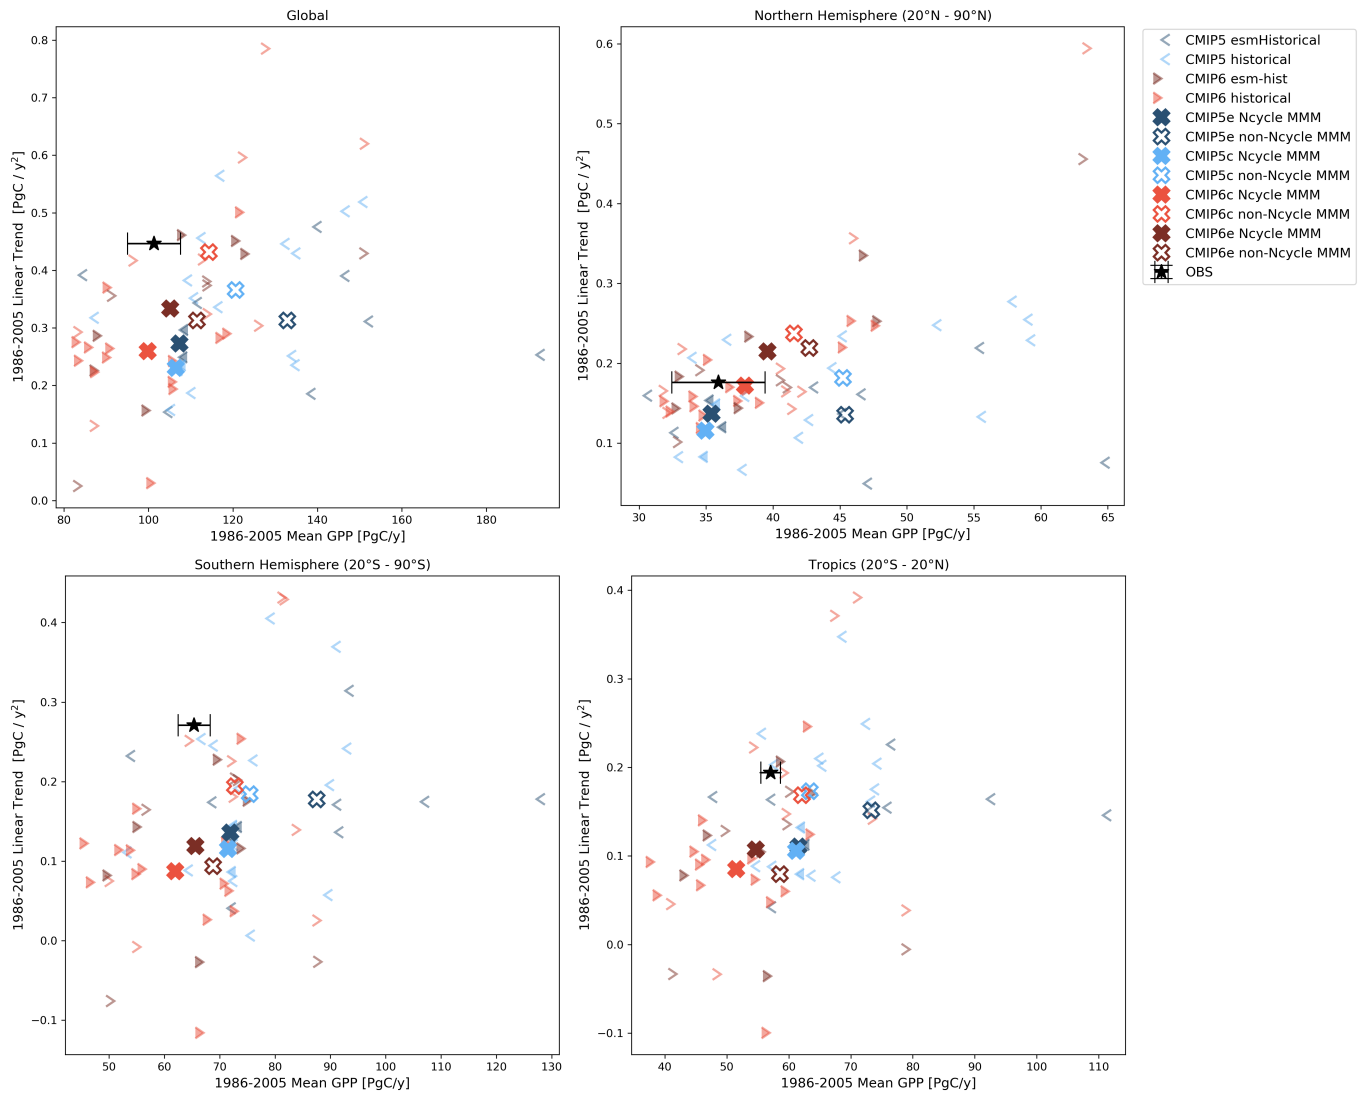 Global
0.8
0.7
0.6
0.5
0.4
0.3
0.2
0.1
0.0
1986-2005 Linear Trend [PgC / y²]
80 100 120 140 160 180
1986-2005 Mean GPP [PgC/y]
Northern Hemisphere (20°N - 90°N)
0.6
0.5
0.4
0.3
0.2
0.1
1986-2005 Linear Trend [PgC / y²]
30 35 40 45 50 55 60 65
1986-2005 Mean GPP [PgC/y]
CMIP5 esmHistorical
CMIP5 historical
CMIP6 esm-hist
CMIP6 historical
CMIP5e Ncycle MMM
CMIP5e non-Ncycle MMM
CMIP5c Ncycle MMM
CMIP5c non-Ncycle MMM
CMIP6c Ncycle MMM
CMIP6c non-Ncycle MMM
CMIP6e Ncycle MMM
CMIP6e non-Ncycle MMM
OBS
Southern Hemisphere (20°S - 90°S)
0.4
0.3
0.2
0.1
0.0
−0.1
1986-2005 Linear Trend [PgC / y²]
50 60 70 80 90 100 110 120 130
1986-2005 Mean GPP [PgC/y]
Tropics (20°S - 20°N)
0.4
0.3
0.2
0.1
0.0
−0.1
1986-2005 Linear Trend [PgC / y²]
40 50 60 70 80 90 100 110
1986-2005 Mean GPP [PgC/y]